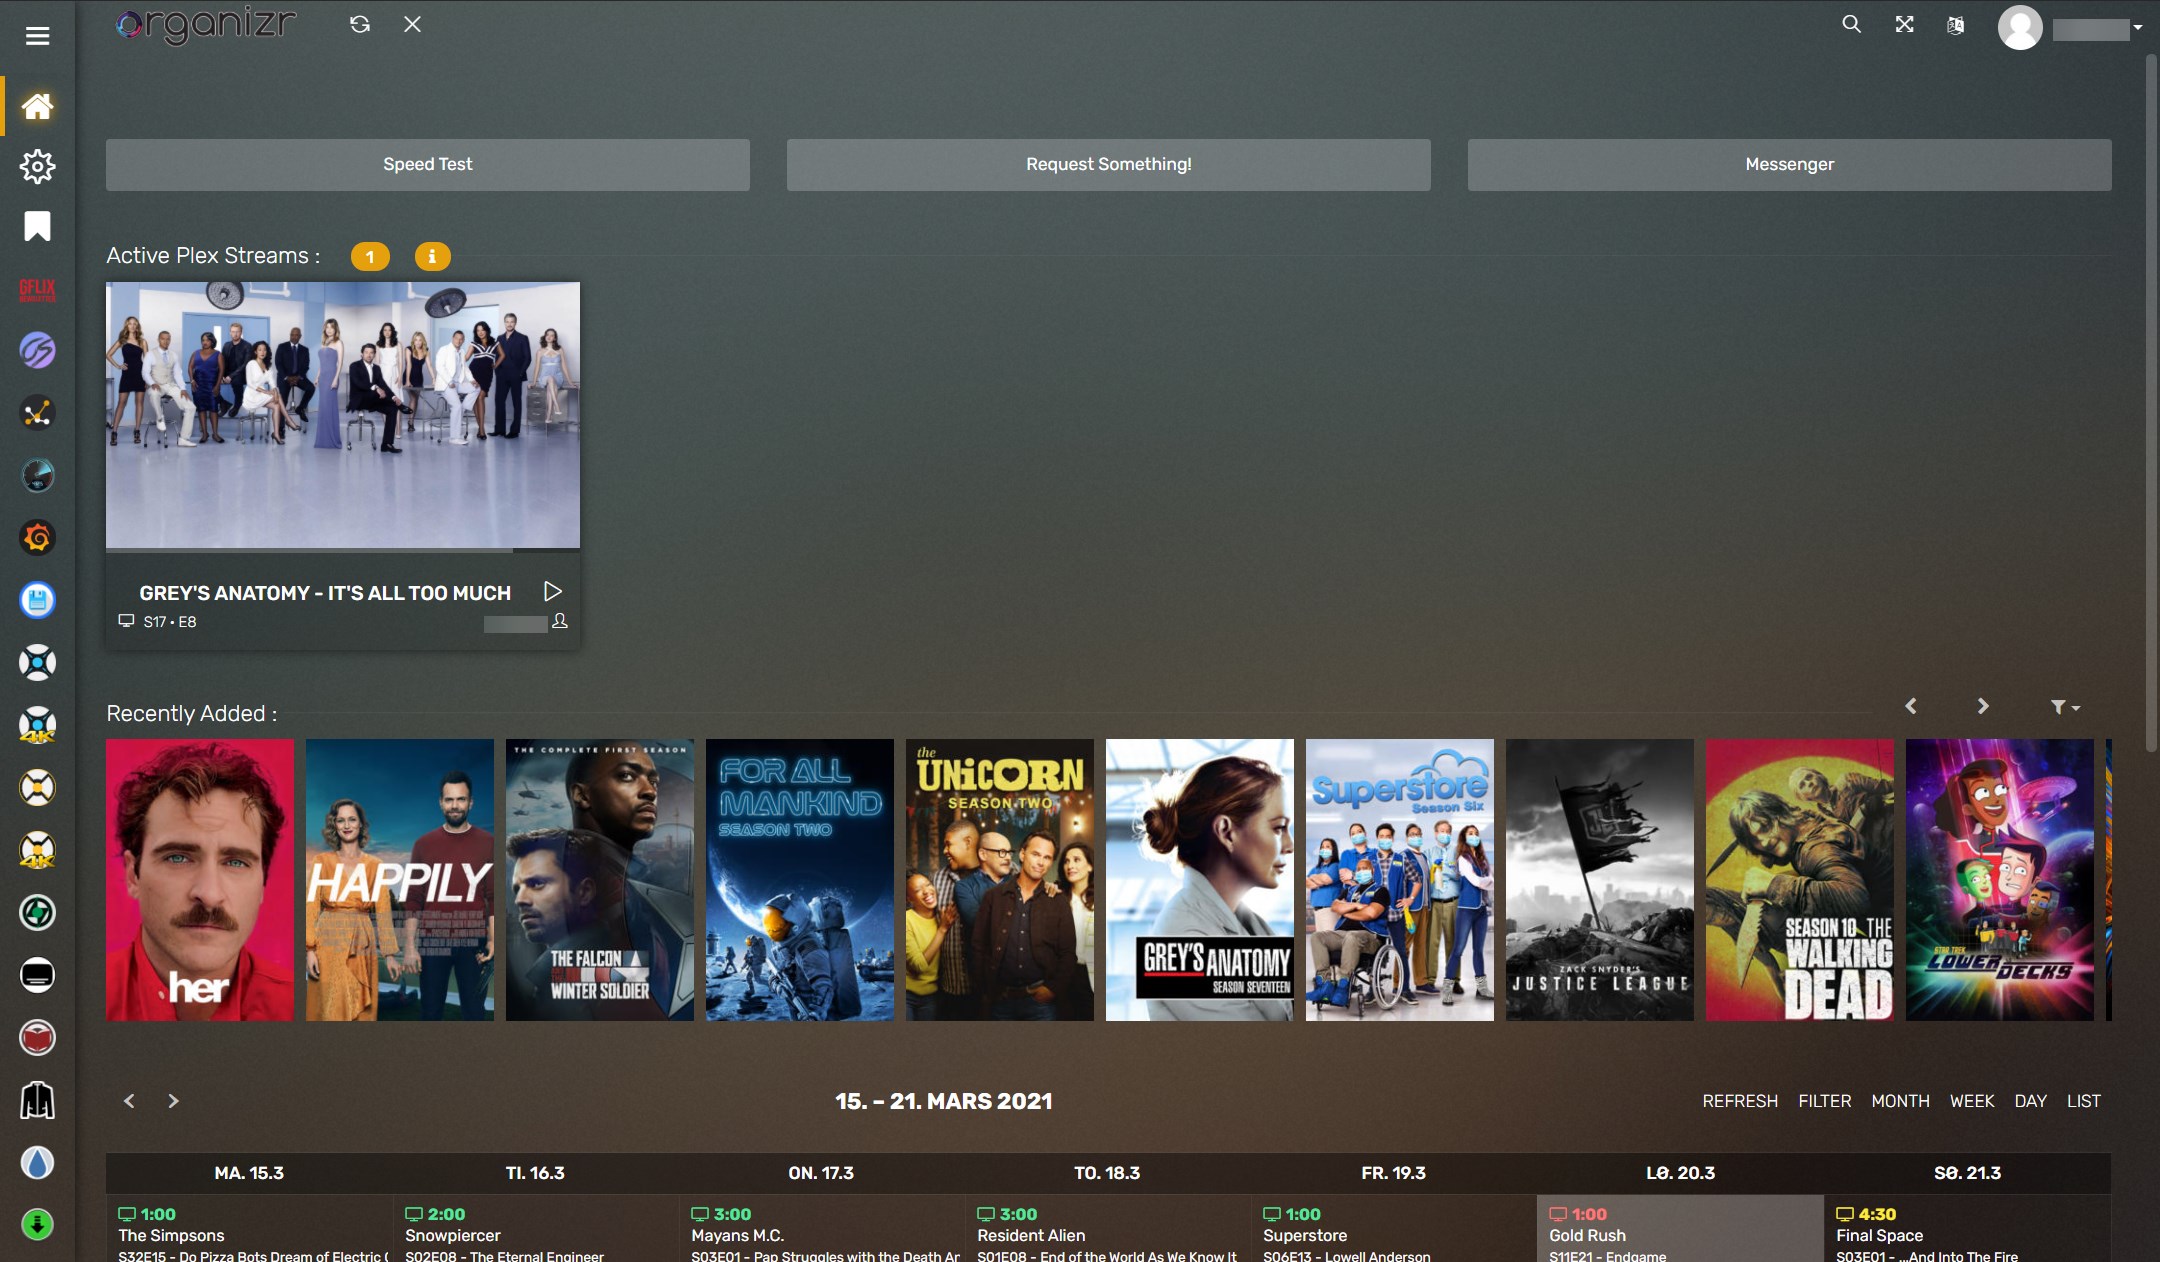 organizr
Speed Test
Request Something!
Messenger
Active Plex Streams :
1
GFLIX
GREY'S ANATOMY - IT'S ALL TOO MUCH
S17 • E8
Recently Added :
her
HAPPILY
THE COMPLETE FIRST SEASON
THE FALCON
AND THE
WINTER SOLDIER
FOR ALL
MANKIND
SEASON TWO
the
UNiCORN
SEASON TWO
GREY'S ANATOMY
SEASON SEVENTEEN
Superstore
Season Six
ZACK SNYDER'S
JUSTICE LEAGUE
SEASON 10 THE
WALKING
DEAD
STAR TREK
LOWER DECKS
4K
4K
15. – 21. MARS 2021
REFRESH FILTER MONTH WEEK DAY LIST
MA. 15.3
TI. 16.3
ON. 17.3
TO. 18.3
FR. 19.3
LØ. 20.3
SØ. 21.3
1:00
The Simpsons
S32E15 - Do Pizza Bots Dream of Electric
2:00
Snowpiercer
S02E08 - The Eternal Engineer
3:00
Mayans M.C.
S03E01 - Pap Struggles with the Death
3:00
Resident Alien
S01E08 - End of the World As We Know It
1:00
Superstore
S06E13 - Lowell Anderson
1:00
Gold Rush
S11E21 - Endgame
4:30
Final Space
S03E01 - ...And Into The Fire